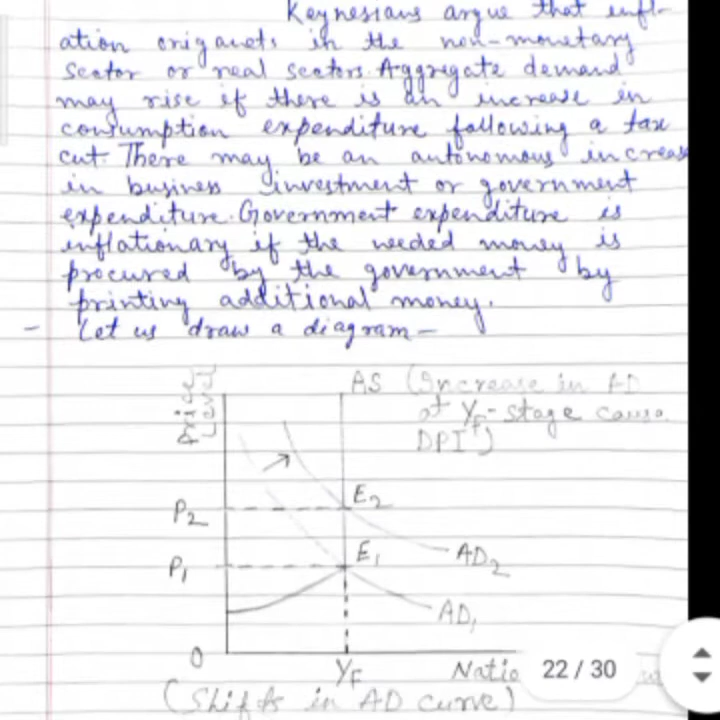 Keynesians argue that infl-
ation origanets in the non-monetary
Sector or real sectors. Aggregate demand
may rise if there is an increase in
consumption expenditure following a tax
cut. There may be an autonomous increase
in business investment or government
expenditure. Government expenditure is
inflationary if the needed money is
procured by the government by
printing additional money.
- Let us draw a diagram -
AS (Increase in AD
at YF-stage cause
DPI↑)
Price
Level
E2
P2
E1
P1
AD2
AD1
O
YF
Natio
22 / 30
(Shifts in AD curve)